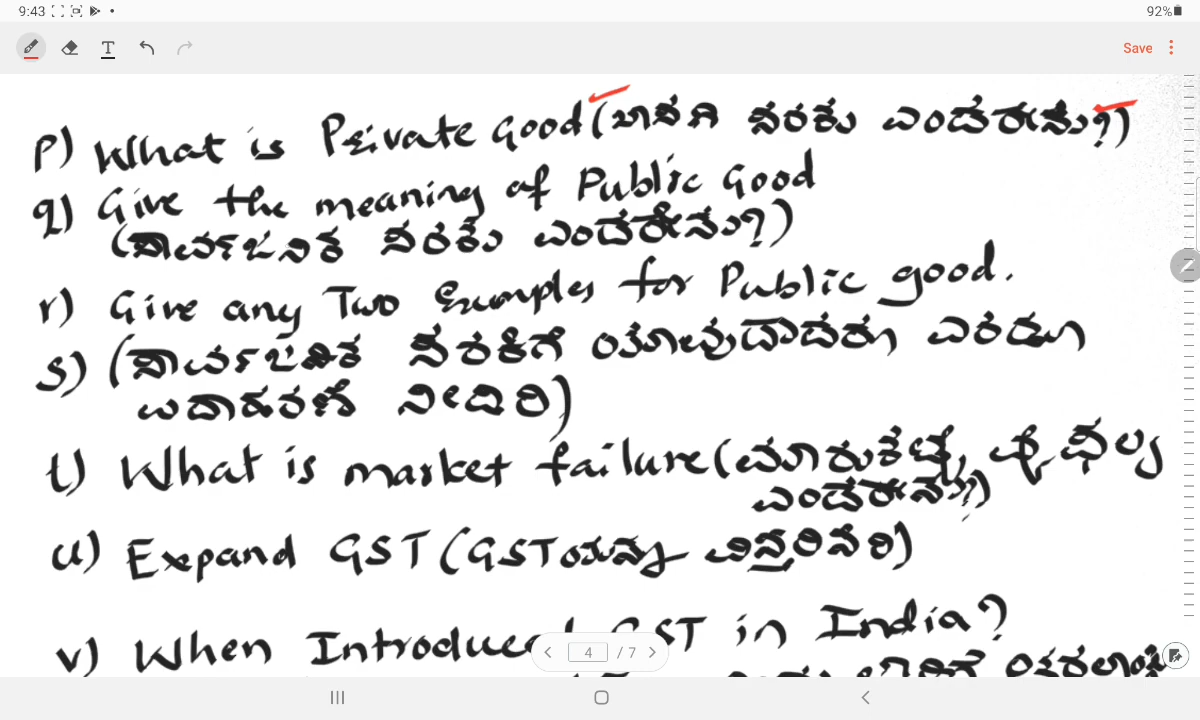 9:43
92%
Save
p) What is Private Good (ಖಾಸಗಿ ಸರಕು ಎಂದರೇನು?)
q) Give the meaning of Public Good
(ಸಾರ್ವಜನಿಕ ಸರಕು ಎಂದರೇನು?)
r) Give any Two Examples for Public good.
s) (ಸಾರ್ವಜನಿಕ ಸರಕಿಗೆ ಯಾವುದಾದರೂ ಎರಡು
ಉದಾಹರಣೆ ನೀಡಿರಿ)
t) What is market failure (ಮಾರುಕಟ್ಟೆ ವೈಫಲ್ಯ
ಎಂದರೇನು?)
u) Expand GST (GSTಯನ್ನು ವಿಸ್ತರಿಸಿರಿ)
v) When Introduced GST in India?
4 / 7